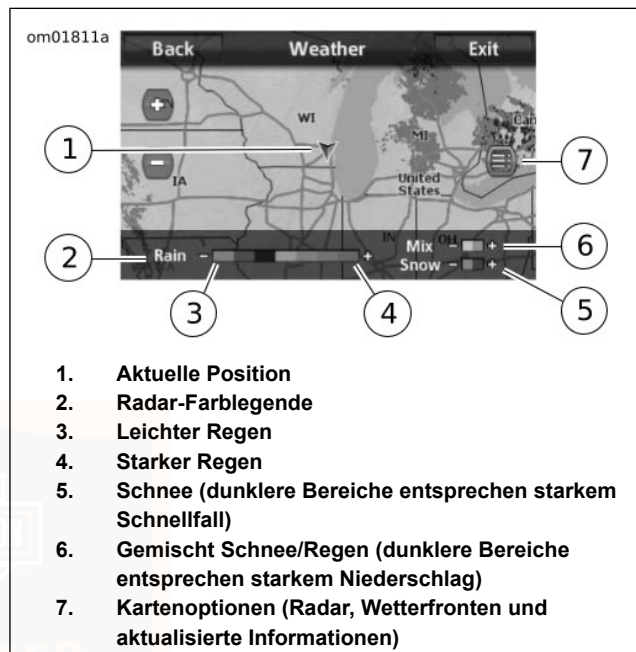 om01811a
Back Weather Exit
WI
MI
1
7
IA
United
States
IN OH
Mix - +
6
2
Rain - +
Snow - +
3
4
5
1. Aktuelle Position
2. Radar-Farblegende
3. Leichter Regen
4. Starker Regen
5. Schnee (dunklere Bereiche entsprechen starkem
Schnellfall)
6. Gemischt Schnee/Regen (dunklere Bereiche
entsprechen starkem Niederschlag)
7. Kartenoptionen (Radar, Wetterfronten und
aktualisierte Informationen)